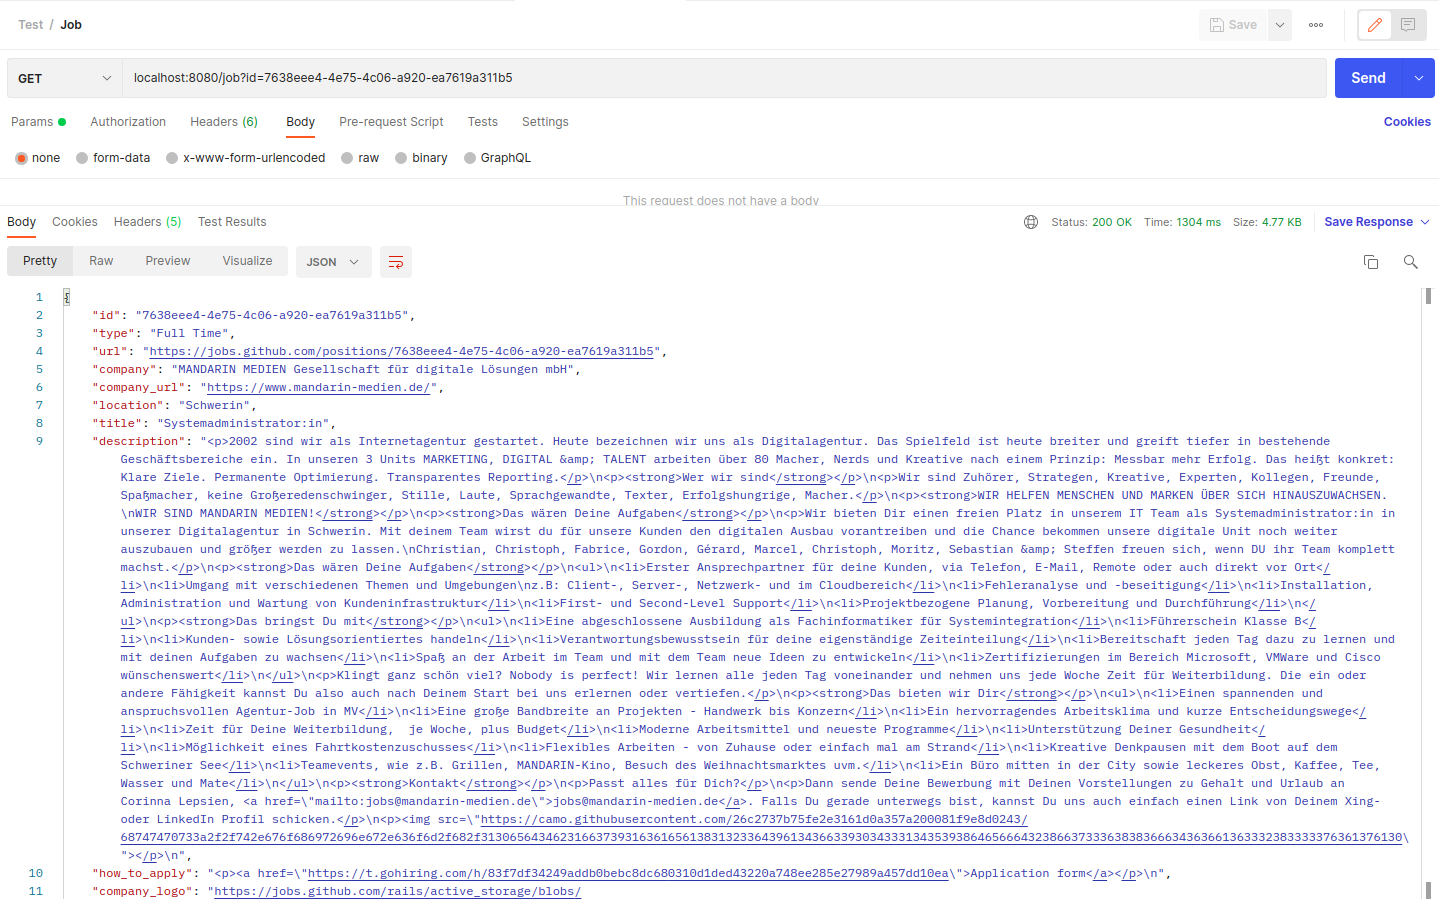 Test / Job
Save
GET
localhost:8080/job?id=7638eee4-4e75-4c06-a920-ea7619a311b5
Send
Params Authorization Headers (6) Body Pre-request Script Tests Settings Cookies
none form-data x-www-form-urlencoded raw binary GraphQL
This request does not have a body
Body Cookies Headers (5) Test Results Status: 200 OK Time: 1304 ms Size: 4.77 KB Save Response
Pretty Raw Preview Visualize JSON
1 {
2 "id": "7638eee4-4e75-4c06-a920-ea7619a311b5",
3 "type": "Full Time",
4 "url": "https://jobs.github.com/positions/7638eee4-4e75-4c06-a920-ea7619a311b5",
5 "company": "MANDARIN MEDIEN Gesellschaft für digitale Lösungen mbH",
6 "company_url": "https://www.mandarin-medien.de/",
7 "location": "Schwerin",
8 "title": "Systemadministrator:in",
9 "description": "<p>2002 sind wir als Internetagentur gestartet. Heute bezeichnen wir uns als Digitalagentur. Das Spielfeld ist heute breiter und greift tiefer in bestehende
Geschäftsbereiche ein. In unseren 3 Units MARKETING, DIGITAL &amp; TALENT arbeiten über 80 Macher, Nerds und Kreative nach einem Prinzip: Messbar mehr Erfolg. Das heißt konkret:
Klare Ziele. Permanente Optimierung. Transparentes Reporting.</p>\n<p><strong>Wer wir sind</strong></p>\n<p>Wir sind Zuhörer, Strategen, Kreative, Experten, Kollegen, Freunde,
Spaßmacher, keine Großeredenschwinger, Stille, Laute, Sprachgewandte, Texter, Erfolgshungrige, Macher.</p>\n<p><strong>WIR HELFEN MENSCHEN UND MARKEN ÜBER SICH HINAUSZUWACHSEN.
\nWIR SIND MANDARIN MEDIEN!</strong></p>\n<p><strong>Das wären Deine Aufgaben</strong></p>\n<p>Wir bieten Dir einen freien Platz in unserem IT Team als Systemadministrator:in in
unserer Digitalagentur in Schwerin. Mit deinem Team wirst du für unsere Kunden den digitalen Ausbau vorantreiben und die Chance bekommen unsere digitale Unit noch weiter
auszubauen und größer werden zu lassen.\nChristian, Christoph, Fabrice, Gordon, Gérard, Marcel, Christoph, Moritz, Sebastian &amp; Steffen freuen sich, wenn DU ihr Team komplett
machst.</p>\n<p><strong>Das wären Deine Aufgaben</strong></p>\n<ul>\n<li>Erster Ansprechpartner für deine Kunden, via Telefon, E-Mail, Remote oder auch direkt vor Ort</
li>\n<li>Umgang mit verschiedenen Themen und Umgebungen\nz.B: Client-, Server-, Netzwerk- und im Cloudbereich</li>\n<li>Fehleranalyse und -beseitigung</li>\n<li>Installation,
Administration und Wartung von Kundeninfrastruktur</li>\n<li>First- und Second-Level Support</li>\n<li>Projektbezogene Planung, Vorbereitung und Durchführung</li>\n</
ul>\n<p><strong>Das bringst Du mit</strong></p>\n<ul>\n<li>Eine abgeschlossene Ausbildung als Fachinformatiker für Systemintegration</li>\n<li>Führerschein Klasse B</
li>\n<li>Kunden- sowie Lösungsorientiertes handeln</li>\n<li>Verantwortungsbewusstsein für deine eigenständige Zeiteinteilung</li>\n<li>Bereitschaft jeden Tag dazu zu lernen und
mit deinen Aufgaben zu wachsen</li>\n<li>Spaß an der Arbeit im Team und mit dem Team neue Ideen zu entwickeln</li>\n<li>Zertifizierungen im Bereich Microsoft, VMWare und Cisco
wünschenswert</li>\n</ul>\n<p>Klingt ganz schön viel? Nobody is perfect! Wir lernen alle jeden Tag voneinander und nehmen uns jede Woche Zeit für Weiterbildung. Die ein oder
andere Fähigkeit kannst Du also auch nach Deinem Start bei uns erlernen oder vertiefen.</p>\n<p><strong>Das bieten wir Dir</strong></p>\n<ul>\n<li>Einen spannenden und
anspruchsvollen Agentur-Job in MV</li>\n<li>Eine große Bandbreite an Projekten - Handwerk bis Konzern</li>\n<li>Ein hervorragendes Arbeitsklima und kurze Entscheidungswege</
li>\n<li>Zeit für Deine Weiterbildung,  je Woche, plus Budget</li>\n<li>Moderne Arbeitsmittel und neueste Programme</li>\n<li>Unterstützung Deiner Gesundheit</
li>\n<li>Möglichkeit eines Fahrtkostenzuschusses</li>\n<li>Flexibles Arbeiten - von Zuhause oder einfach mal am Strand</li>\n<li>Kreative Denkpausen mit dem Boot auf dem
Schweriner See</li>\n<li>Teamevents, wie z.B. Grillen, MANDARIN-Kino, Besuch des Weihnachtsmarktes uvm.</li>\n<li>Ein Büro mitten in der City sowie leckeres Obst, Kaffee, Tee,
Wasser und Mate</li>\n</ul>\n<p><strong>Kontakt</strong></p>\n<p>Passt alles für Dich?</p>\n<p>Dann sende Deine Bewerbung mit Deinen Vorstellungen zu Gehalt und Urlaub an
Corinna Lepsien, <a href=\"mailto:jobs@mandarin-medien.de\">jobs@mandarin-medien.de</a>. Falls Du gerade unterwegs bist, kannst Du uns auch einfach einen Link von Deinem Xing-
oder LinkedIn Profil schicken.</p>\n<p><img src=\"https://camo.githubusercontent.com/26c2737b75fe2e3161d0a357a200081f9e8d0243/
\"></p>\n",
10 "how_to_apply": "<p><a href=\"https://t.gohiring.com/h/83f7df34249addb0bebc8dc680310d1ded43220a748ee285e27989a457dd10ea\">Application form</a></p>\n",
11 "company_logo": "https://jobs.github.com/rails/active_storage/blobs/